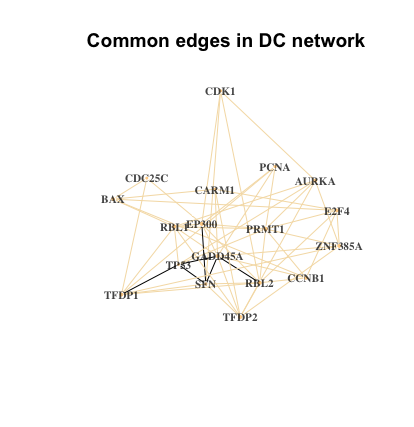 Common edges in DC network
CDK1
PCNA
CDC25C
AURKA
CARM1
BAX
E2F4
EP300
RBL1
PRMT1
ZNF385A
GADD45A
TP53
CCNB1
SFN
RBL2
TFDP1
TFDP2